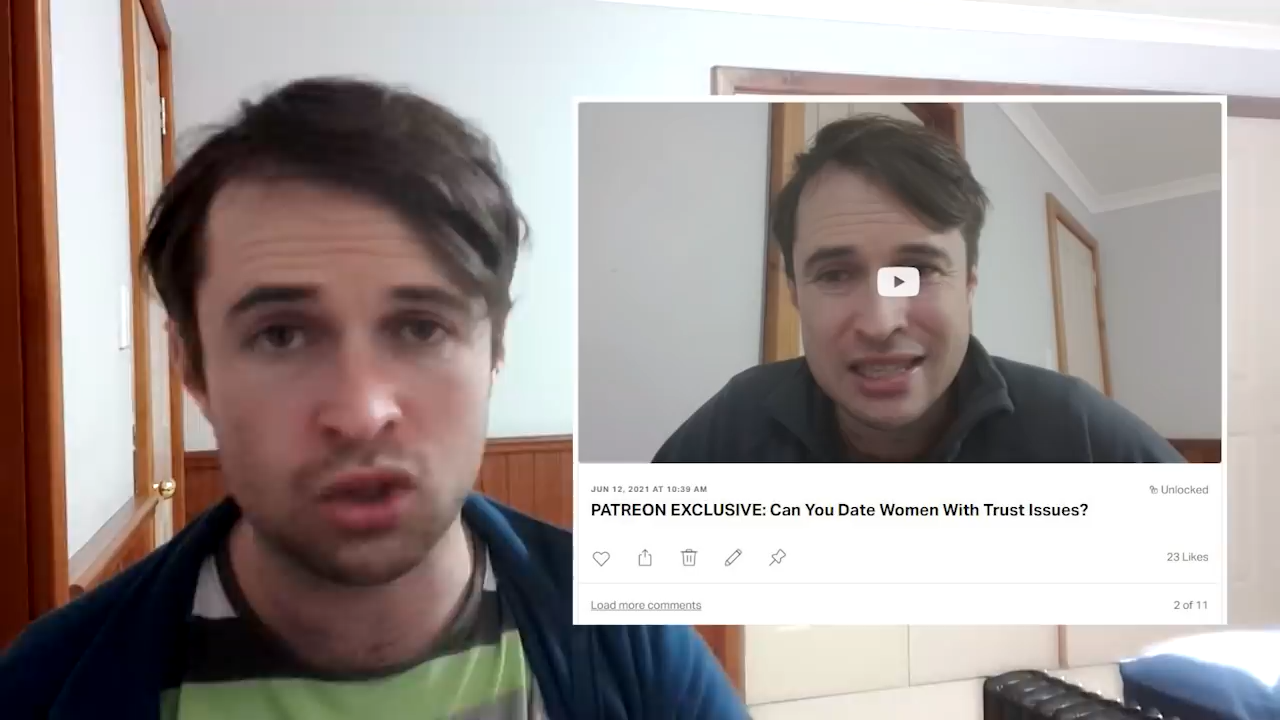 JUN 12, 2021 AT 10:39 AM
Unlocked
PATREON EXCLUSIVE: Can You Date Women With Trust Issues?
23 Likes
Load more comments
2 of 11